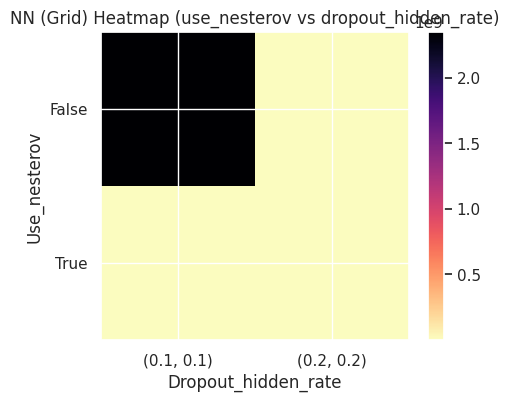 NN (Grid) Heatmap (use_nesterov vs dropout_hidden_rate)
1e9
2.0
1.5
1.0
0.5
False
True
Use_nesterov
(0.1, 0.1) (0.2, 0.2)
Dropout_hidden_rate